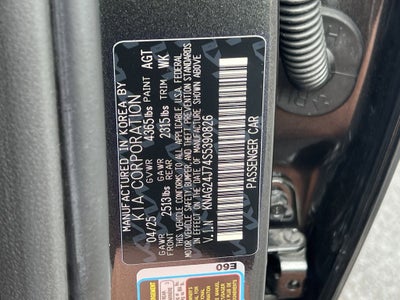 MANUFACTURED IN KOREA BY
KIA CORPORATION
04/25 GVWR 4365lbs PAINT AGT
GAWR FRONT 2513lbs GAWR REAR 2315lbs TRIM WK
THIS VEHICLE CONFORMS TO ALL APPLICABLE U.S.A. FEDERAL
MOTOR VEHICLE SAFETY, BUMPER, AND THEFT PREVENTION STANDARDS
IN EFFECT ON THE DATE OF MANUFACTURE SHOWN ABOVE
V.I.N KNAG24J74S5390826
PASSENGER CAR
E60